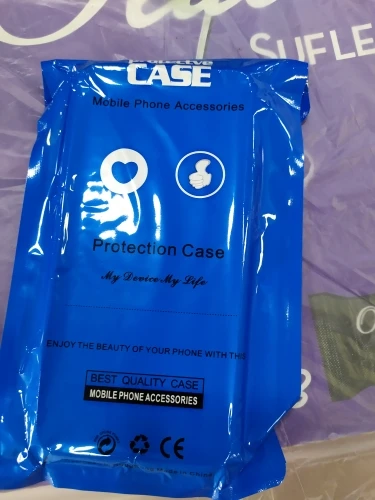 SUFLE
Protective
CASE
Mobile Phone Accessories
Protection Case
My Device My Life
ENJOY THE BEAUTY OF YOUR PHONE WITH THIS
BEST QUALITY CASE
MOBILE PHONE ACCESSORIES
CE